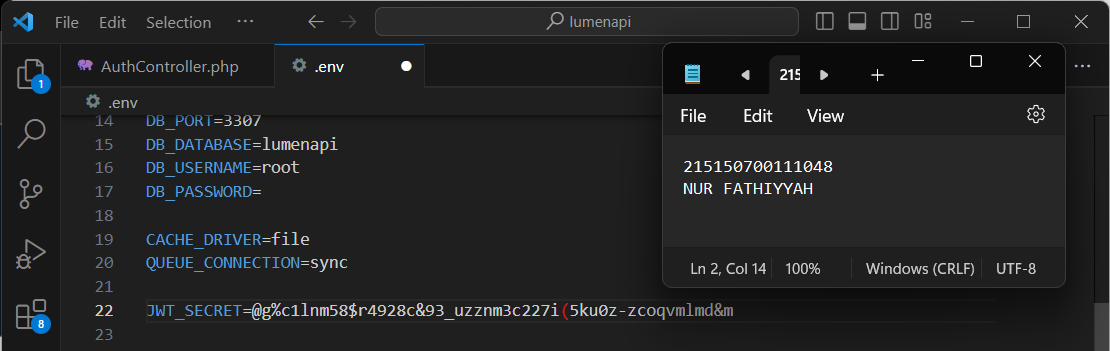 File Edit Selection ··· lumenapi
AuthController.php .env
.env
14 DB_PORT=3307
15 DB_DATABASE=lumenapi
16 DB_USERNAME=root
17 DB_PASSWORD=
18
19 CACHE_DRIVER=file
20 QUEUE_CONNECTION=sync
21
22 JWT_SECRET=@g%c1lnm58$r4928c&93_uzznm3c227i(5ku0z-zcoqvmlmd&m
23
1
8
215
File Edit View
215150700111048
NUR FATHIYYAH
Ln 2, Col 14 100% Windows (CRLF) UTF-8